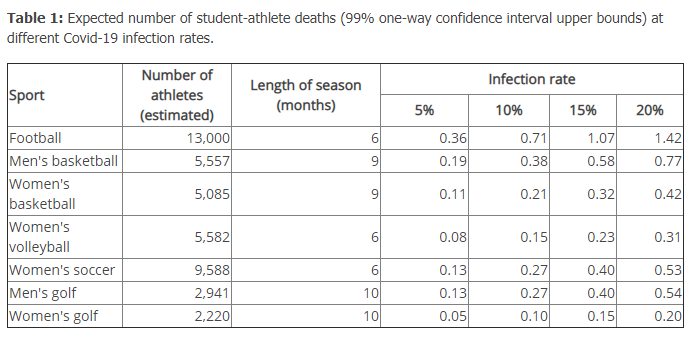 Table 1: Expected number of student-athlete deaths (99% one-way confidence interval upper bounds) at
different Covid-19 infection rates.
Sport Number of athletes (estimated) Length of season (months) Infection rate
5% 10% 15% 20%
Football 13,000 6 0.36 0.71 1.07 1.42
Men's basketball 5,557 9 0.19 0.38 0.58 0.77
Women's basketball 5,085 9 0.11 0.21 0.32 0.42
Women's volleyball 5,582 6 0.08 0.15 0.23 0.31
Women's soccer 9,588 6 0.13 0.27 0.40 0.53
Men's golf 2,941 10 0.13 0.27 0.40 0.54
Women's golf 2,220 10 0.05 0.10 0.15 0.20